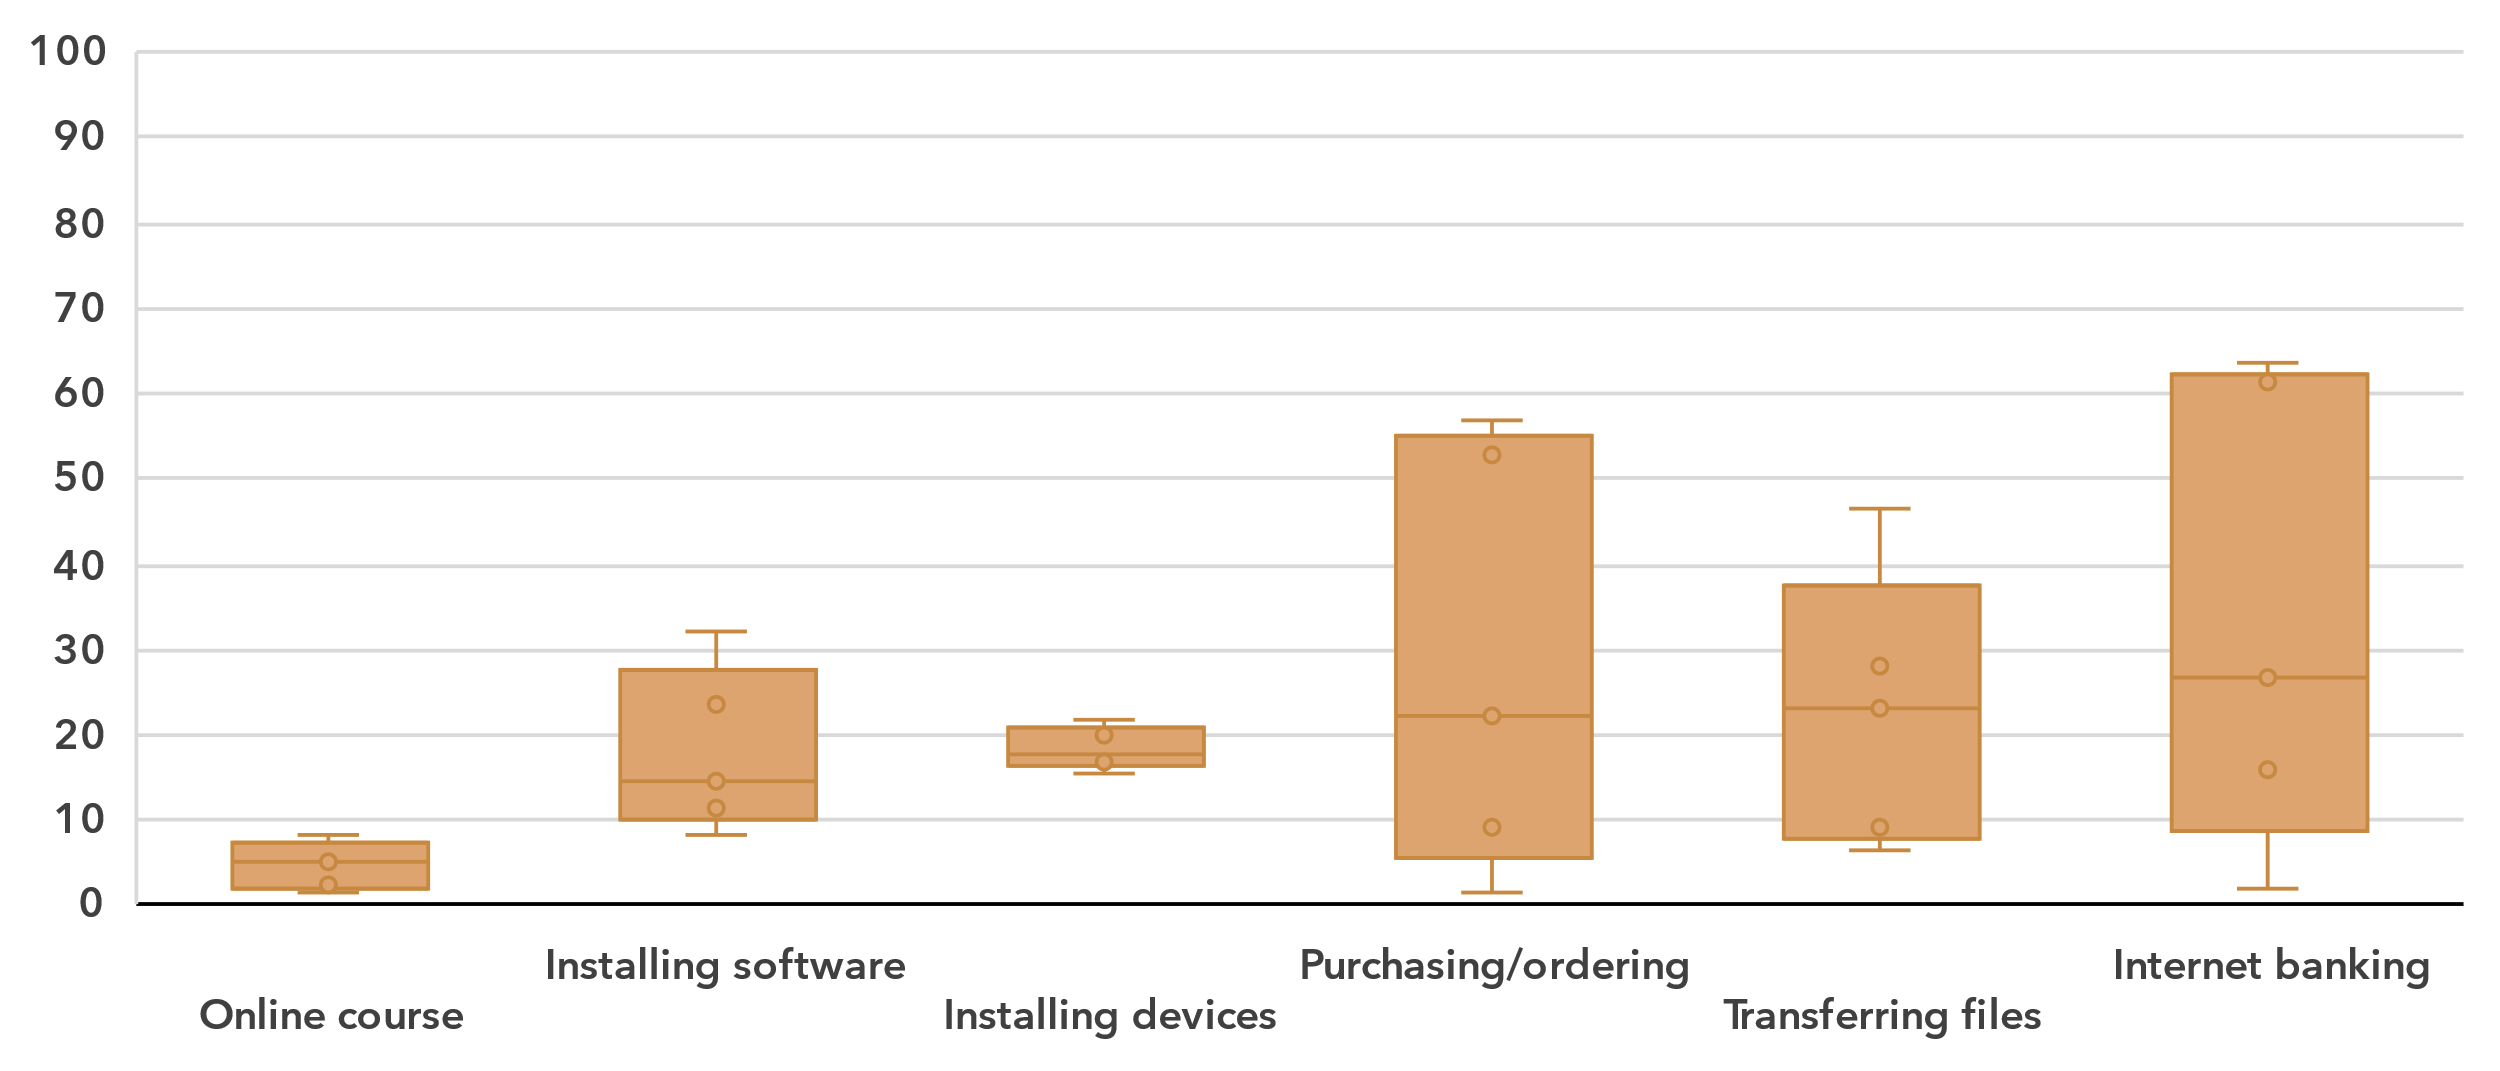 100
90
80
70
60
50
40
30
20
10
0
Installing software
Purchasing/ordering
Internet banking
Online course
Installing devices
Transferring files